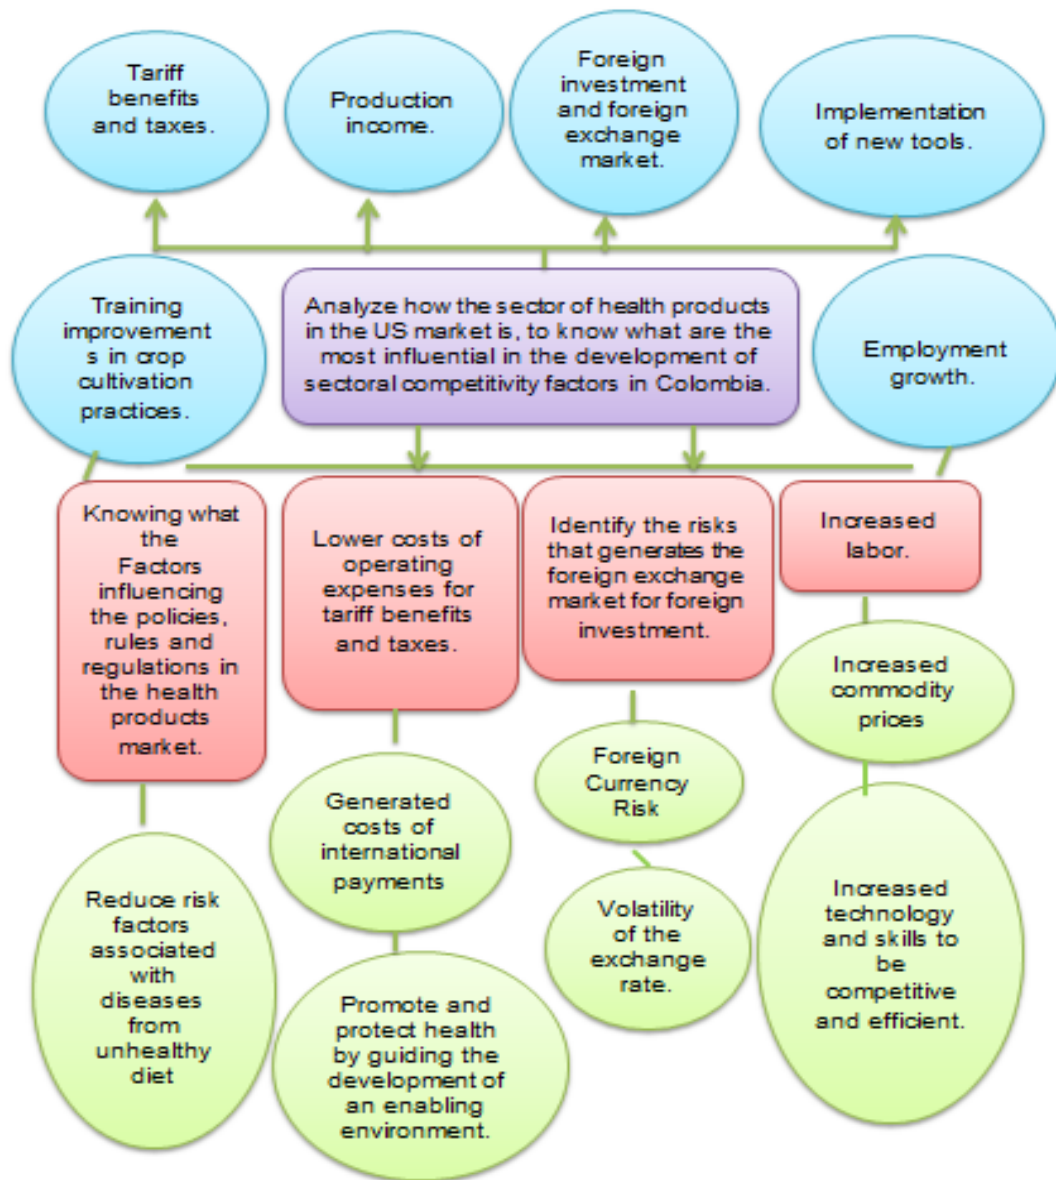 Tariff
benefits
and taxes.
Production
income.
Foreign
investment
and foreign
exchange
market.
Implementation
of new tools.
Training
improvement
s in crop
cultivation
practices.
Analyze how the sector of health products
in the US market is, to know what are the
most influential in the development of
sectoral competitivity factors in Colombia.
Employment
growth.
Knowing what
the
Factors
influencing
the policies,
rules and
regulations in
the health
products
market.
Lower costs of
operating
expenses for
tariff benefits
and taxes.
Identify the risks
that generates the
foreign exchange
market for foreign
investment.
Increased
labor.
Reduce risk
factors
associated
with
diseases
from
unhealthy
diet
Generated
costs of
international
payments
Promote and
protect health
by guiding the
development of
an enabling
environment.
Foreign
Currency
Risk
Volatility
of the
exchange
rate.
Increased
commodity
prices
Increased
technology
and skills to
be
competitive
and efficient.